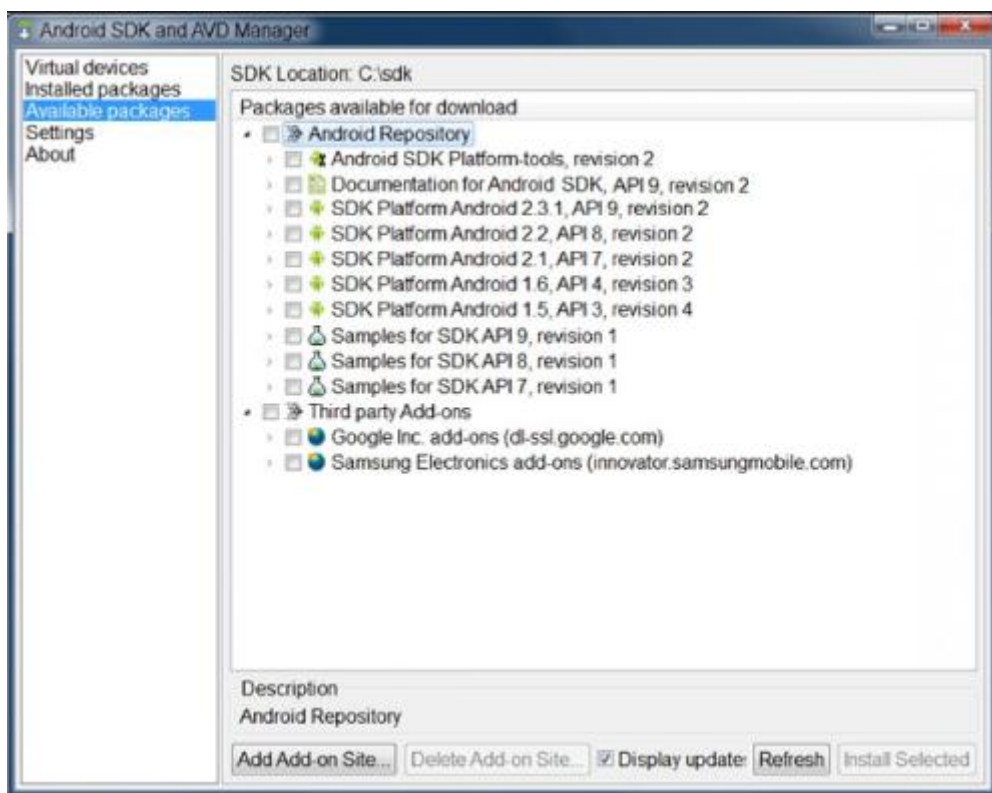 Android SDK and AVD Manager
Virtual devices
Installed packages
Available packages
Settings
About
SDK Location: C:\sdk
Packages available for download
Android Repository
Android SDK Platform-tools, revision 2
Documentation for Android SDK, API 9, revision 2
SDK Platform Android 2.3.1, API 9, revision 2
SDK Platform Android 2.2, API 8, revision 2
SDK Platform Android 2.1, API 7, revision 2
SDK Platform Android 1.6, API 4, revision 3
SDK Platform Android 1.5, API 3, revision 4
Samples for SDK API 9, revision 1
Samples for SDK API 8, revision 1
Samples for SDK API 7, revision 1
Third party Add-ons
Google Inc. add-ons (dl-ssl.google.com)
Samsung Electronics add-ons (innovator.samsungmobile.com)
Description
Android Repository
Add Add-on Site... Delete Add-on Site... Display update Refresh Install Selected